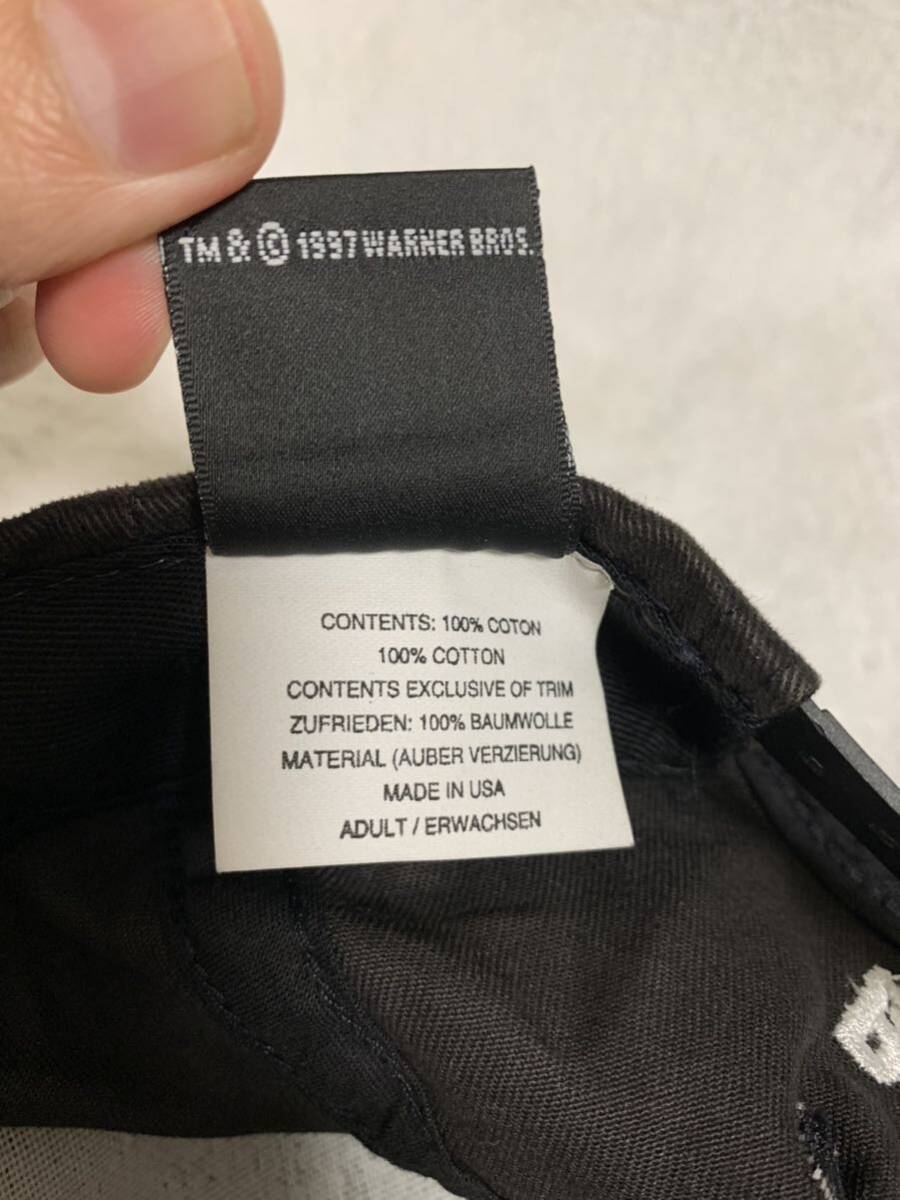 TM & © 1997 WARNER BROS.
CONTENTS: 100% COTON
100% COTTON
CONTENTS EXCLUSIVE OF TRIM
ZUFRIEDEN: 100% BAUMWOLLE
MATERIAL (AUBER VERZIERUNG)
MADE IN USA
ADULT / ERWACHSEN